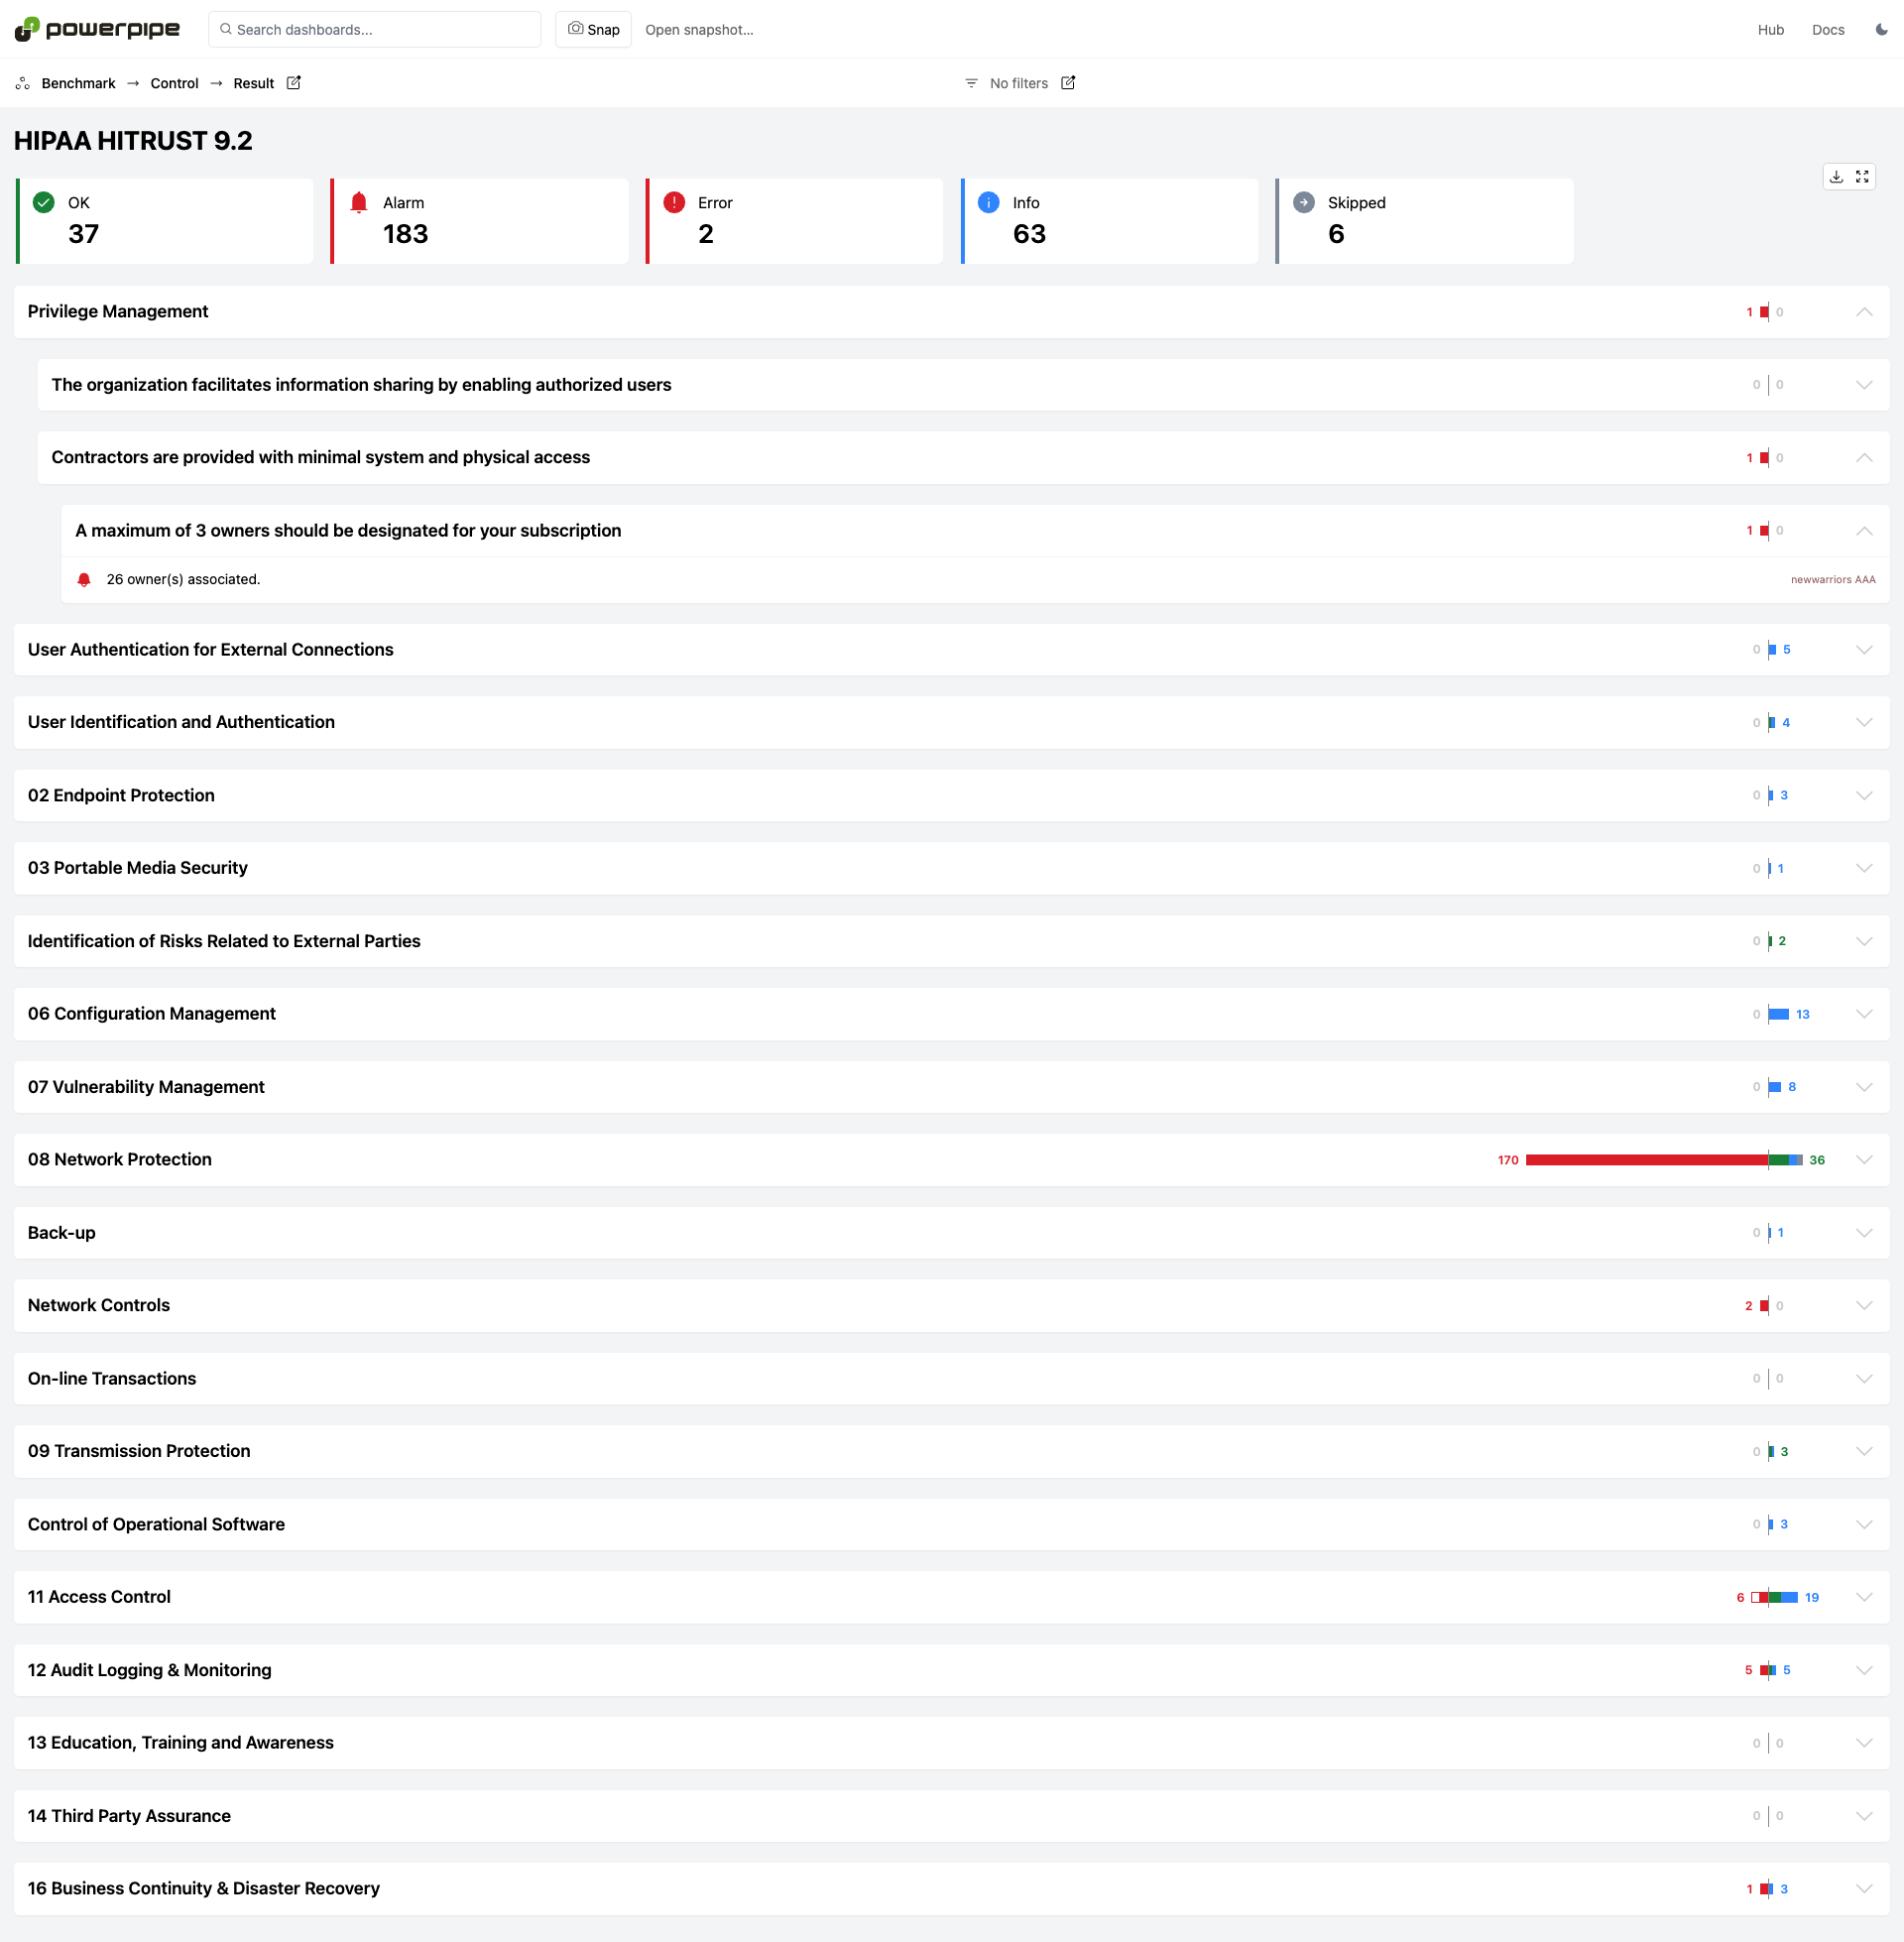 powerpipe Search dashboards... Snap Open snapshot... Hub Docs
Benchmark → Control → Result No filters
HIPAA HITRUST 9.2
OK Alarm Error Info Skipped
37 183 2 63 6
Privilege Management 1 0
The organization facilitates information sharing by enabling authorized users 0 0
Contractors are provided with minimal system and physical access 1 0
A maximum of 3 owners should be designated for your subscription 1 0
26 owner(s) associated. newwarriors AAA
User Authentication for External Connections 0 5
User Identification and Authentication 0 4
02 Endpoint Protection 0 3
03 Portable Media Security 0 1
Identification of Risks Related to External Parties 0 2
06 Configuration Management 0 13
07 Vulnerability Management 0 8
08 Network Protection 170 36
Back-up 0 1
Network Controls 2 0
On-line Transactions 0 0
09 Transmission Protection 0 3
Control of Operational Software 0 3
11 Access Control 6 19
12 Audit Logging & Monitoring 5 5
13 Education, Training and Awareness 0 0
14 Third Party Assurance 0 0
16 Business Continuity & Disaster Recovery 1 3